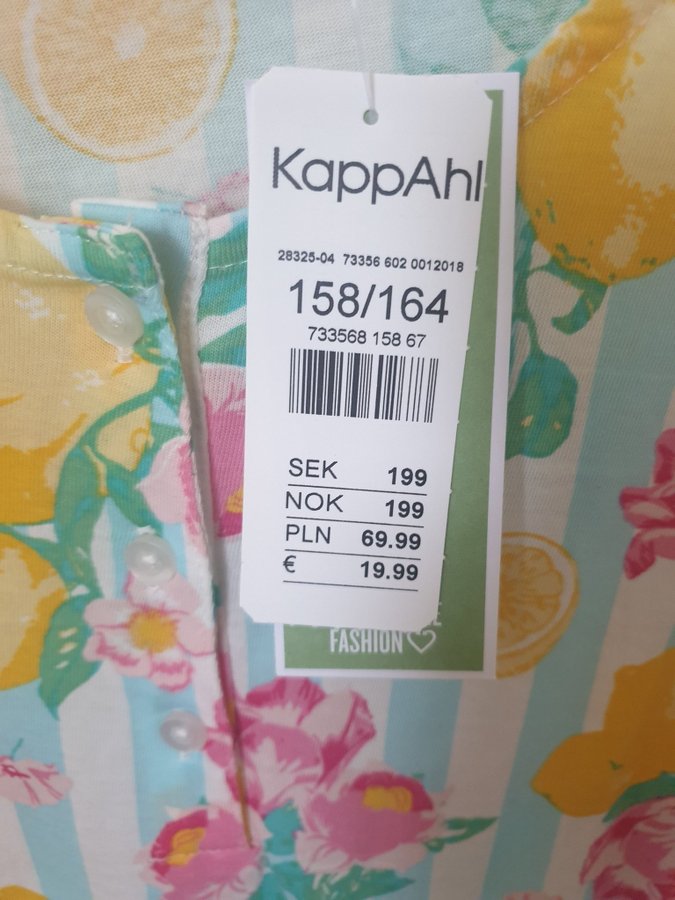 KappAhl
28325-04 73356 602 0012018
158/164
733568 158 67
SEK 199
NOK 199
PLN 69.99
€ 19.99
FASHION